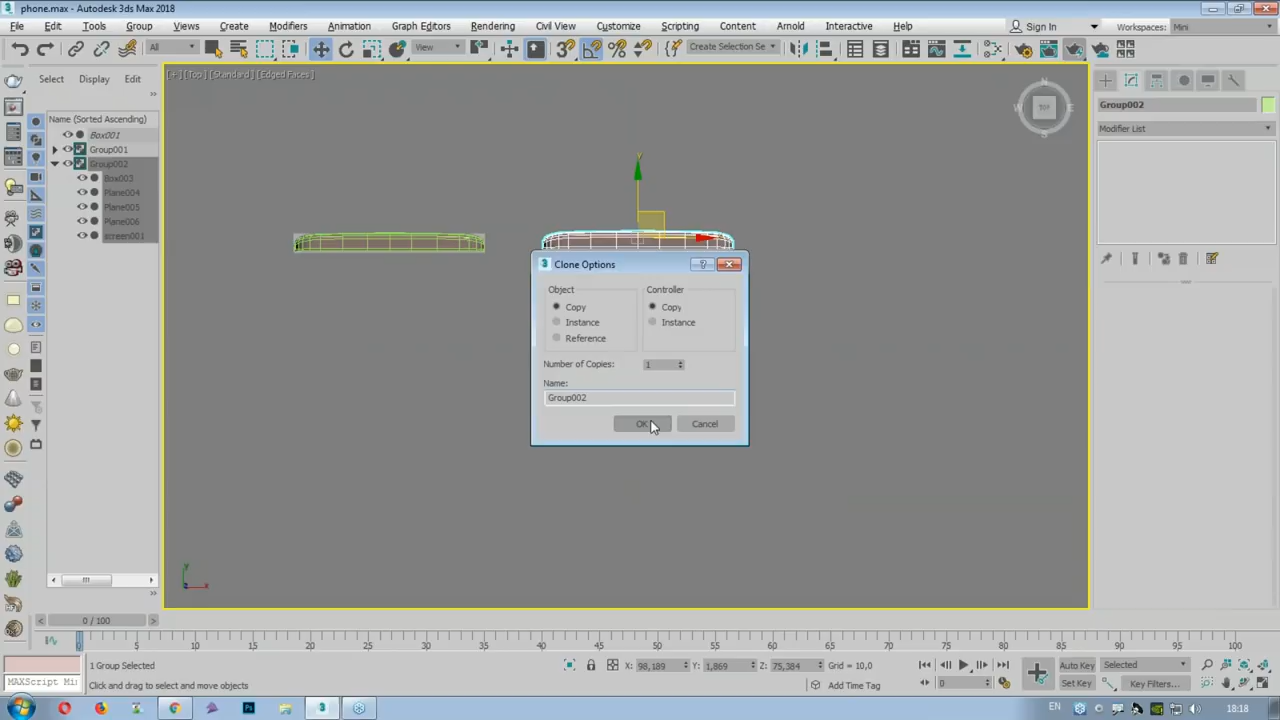 phone.max - Autodesk 3ds Max 2018
File Edit Tools Group Views Create Modifiers Animation Graph Editors Rendering Civil View Customize Scripting Content Arnold Interactive Help Sign In Workspaces: Mini
All View Create Selection Se
Select Display Edit
[+] [Top] [Standard] [Edged Faces]
N
W TOP E
S
Group002
Modifier List
Name (Sorted Ascending)
Box001
Group001
Group002
Box003
Plane004
Plane005
Plane006
screen001
y
Clone Options
Object Controller
Copy Copy
Instance Instance
Reference
Number of Copies: 1
Name:
Group002
OK Cancel
y
x
0 / 100
0 5 10 15 20 25 30 35 40 45 50 55 60 65 70 75 80 85 90 95 100
1 Group Selected X: 98,189 Y: 1,869 Z: 75,384 Grid = 10,0 Auto Key Selected
MAXScript Mi Click and drag to select and move objects Add Time Tag 0 Set Key Key Filters...
EN 18:18